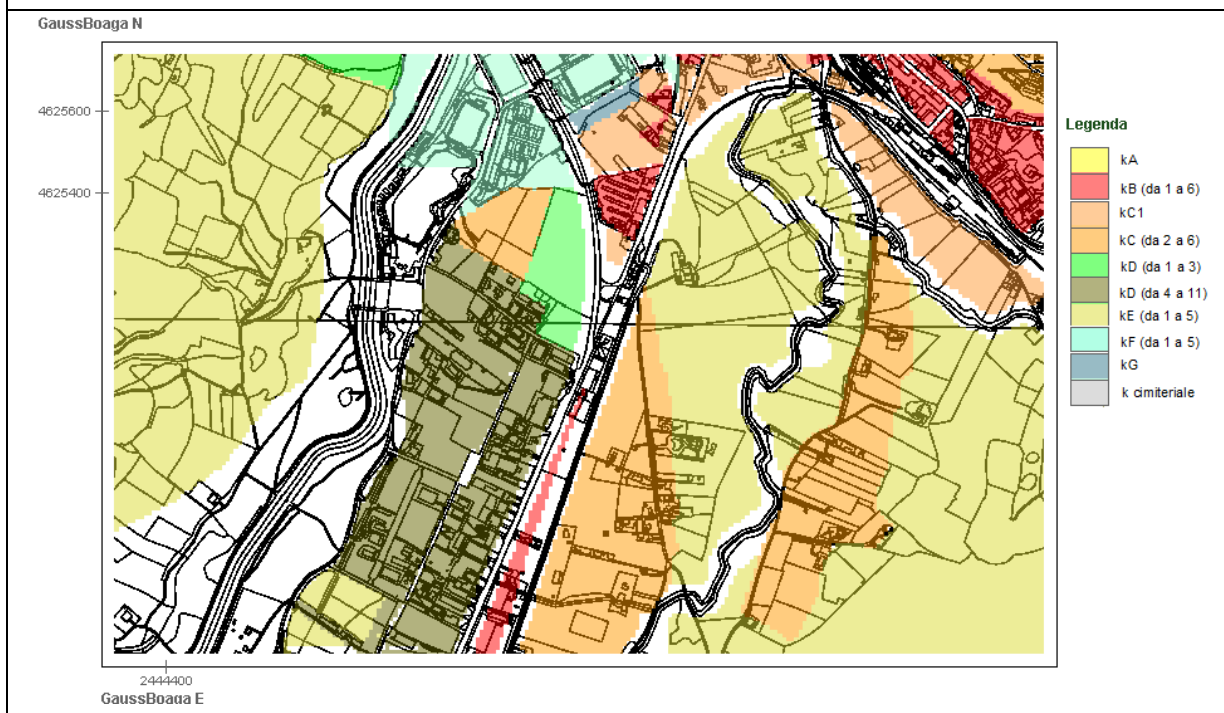 GaussBoaga N
4625600
4625400
Legenda
kA
kB (da 1 a 6)
kC1
kC (da 2 a 6)
kD (da 1 a 3)
kD (da 4 a 11)
kE (da 1 a 5)
kF (da 1 a 5)
kG
k cimiteriale
2444400
GaussBoaga E